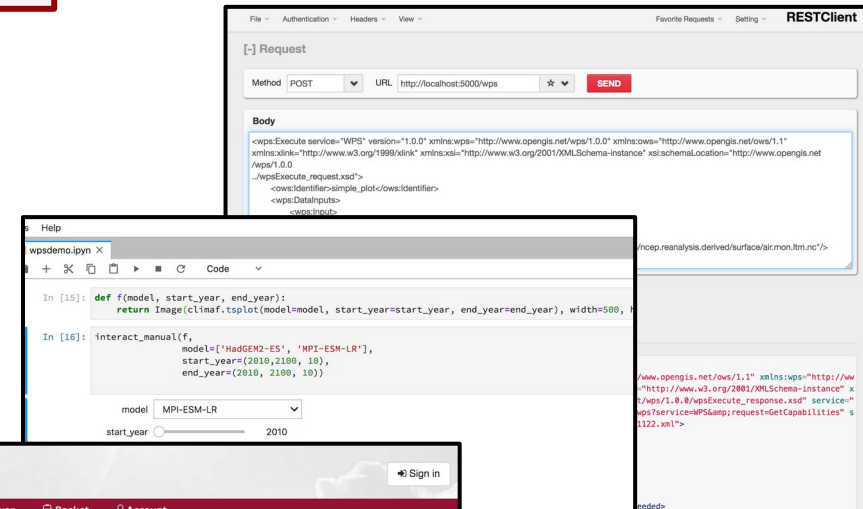 File Authentication Headers View Favorite Requests Setting RESTClient
[-] Request
Method POST URL http://localhost:5000/wps SEND
Body
<wps:Execute service="WPS" version="1.0.0" xmlns:wps="http://www.opengis.net/wps/1.0.0" xmlns:ows="http://www.opengis.net/ows/1.1"
xmlns:xlink="http://www.w3.org/1999/xlink" xmlns:xsi="http://www.w3.org/2001/XMLSchema-instance" xsi:schemaLocation="http://www.opengis.net
/wps/1.0.0
../wpsExecute_request.xsd">
<ows:Identifier>simple_plot</ows:Identifier>
<wps:DataInputs>
<wps:Input>
/ncep.reanalysis.derived/surface/air.mon.ltm.nc"/>
s Help
wpsdemo.ipyn
Code
In [15]: def f(model, start_year, end_year):
return Image(climaf.tsplot(model=model, start_year=start_year, end_year=end_year), width=500,
In [16]: interact_manual(f,
model=['HadGEM2-ES', 'MPI-ESM-LR'],
start_year=(2010,2100, 10),
end_year=(2010, 2100, 10))
model MPI-ESM-LR
start_year 2010
/www.opengis.net/ows/1.1" xmlns:wps="http://ww
"http://www.w3.org/2001/XMLSchema-instance" x
t/wps/1.0.0/wpsExecute_response.xsd" service="
wps?service=WPS&amp;request=GetCapabilities" s
1122.xml">
eeded>
Sign in